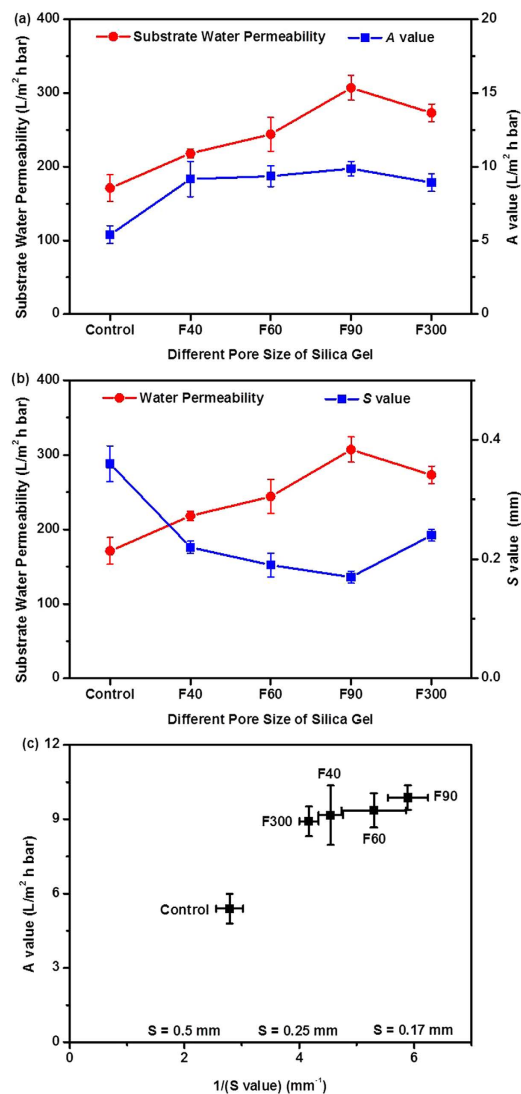 (a)
400
300
200
100
0
Substrate Water Permeability (L/m² h bar)
Substrate Water Permeability
A value
20
15
10
5
0
A value (L/m² h bar)
Control F40 F60 F90 F300
Different Pore Size of Silica Gel
(b)
400
300
200
100
0
Substrate Water Permeability (L/m² h bar)
Water Permeability
S value
0.4
0.2
0.0
S value (mm)
Control F40 F60 F90 F300
Different Pore Size of Silica Gel
(c)
12
9
6
3
0
A value (L/m² h bar)
F40
F90
F300
F60
Control
S = 0.5 mm S = 0.25 mm S = 0.17 mm
0 2 4 6
1/(S value) (mm⁻¹)